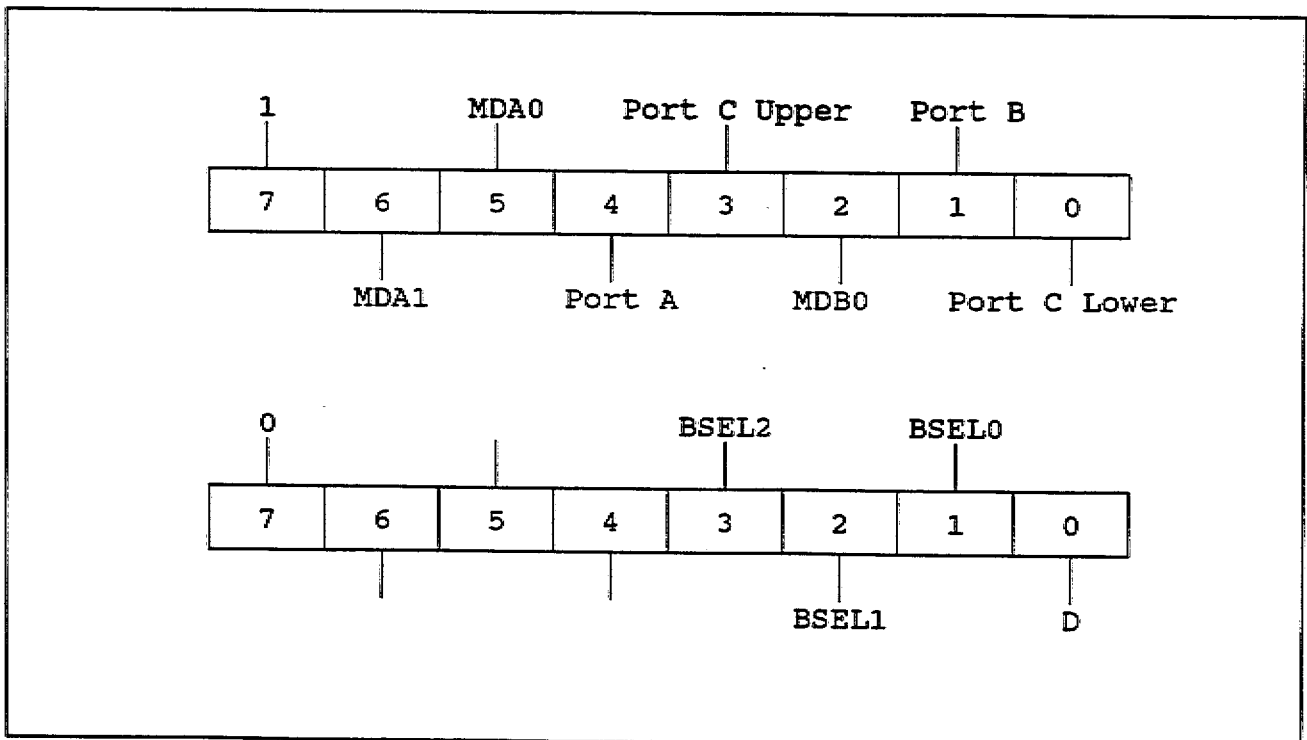 1 MDA0 Port C Upper Port B
7 6 5 4 3 2 1 0
MDA1 Port A MDB0 Port C Lower
0 BSEL2 BSEL0
7 6 5 4 3 2 1 0
BSEL1 D